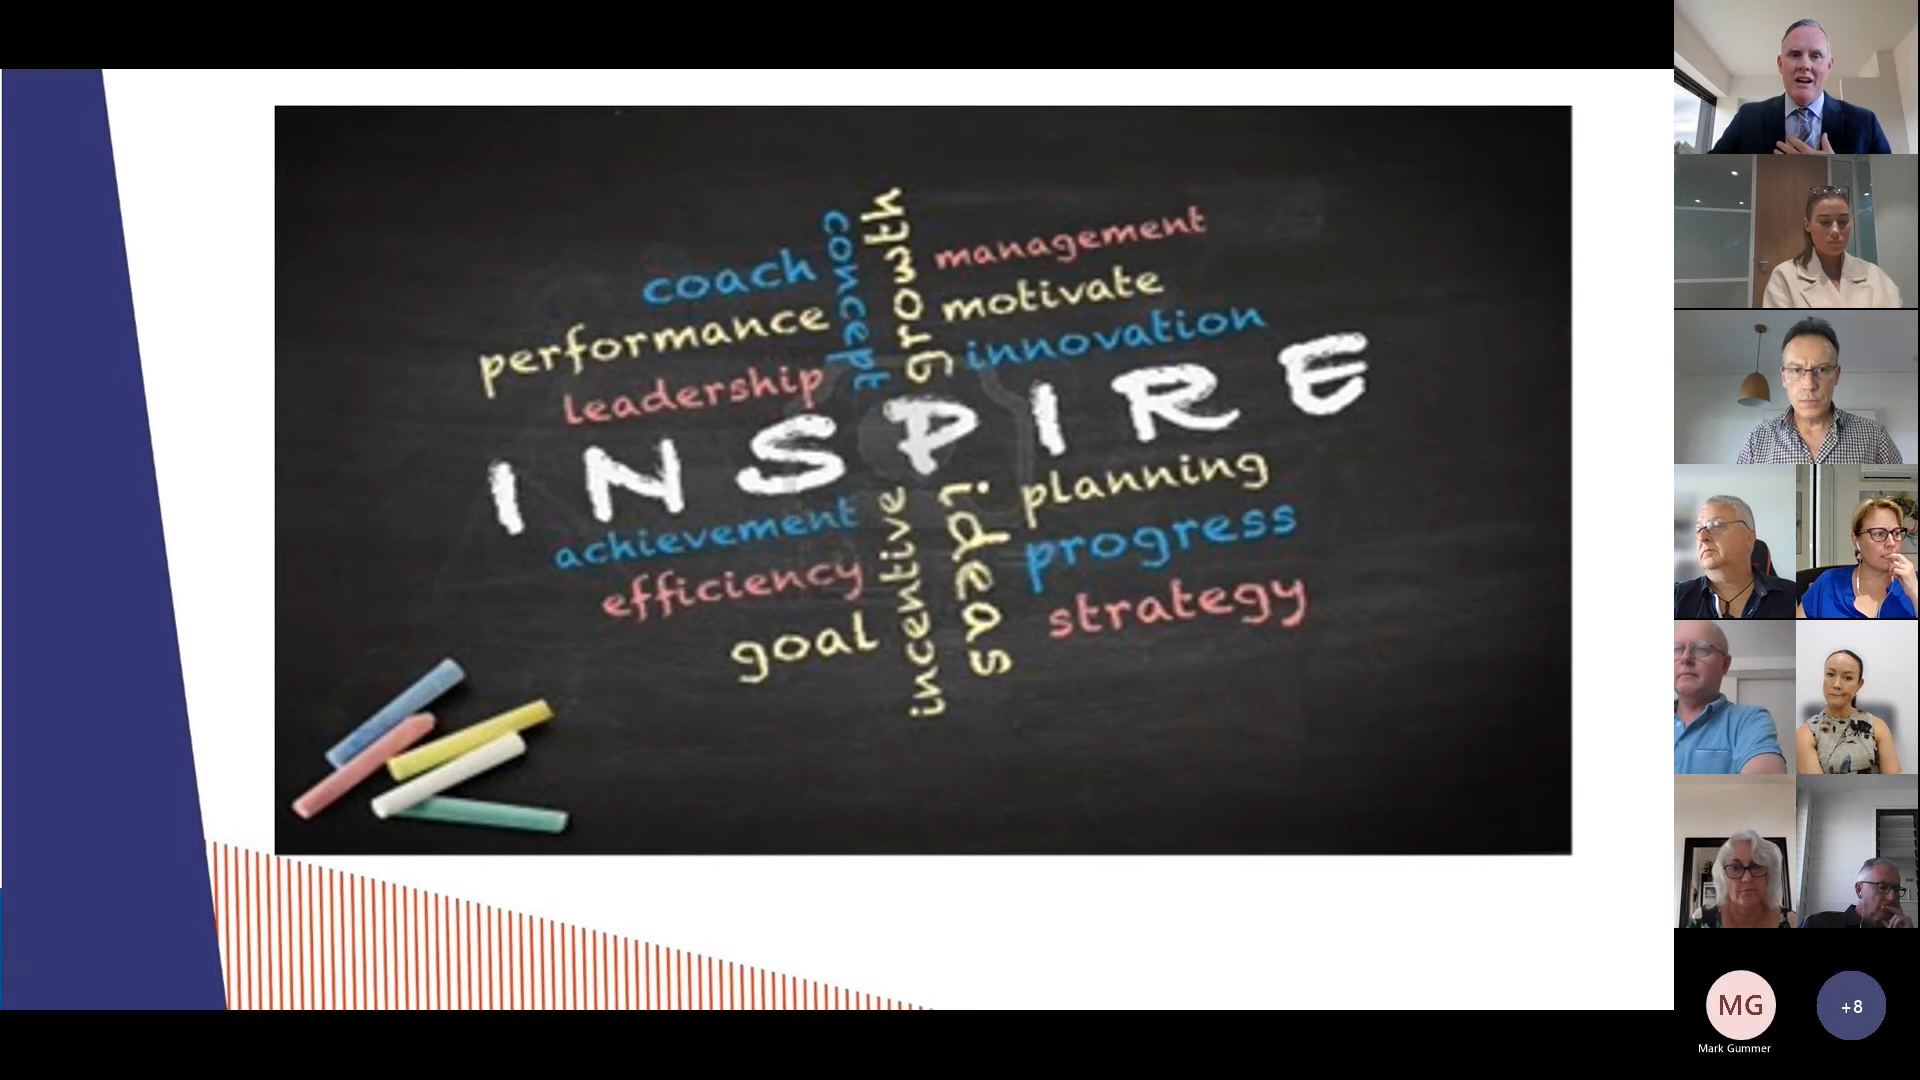 concept
growth
management
coach
motivate
performance
innovation
leadership
INSPIRE
planning
achievement
progress
efficiency
strategy
goal
incentive
ideas
MG
+8
Mark Gummer